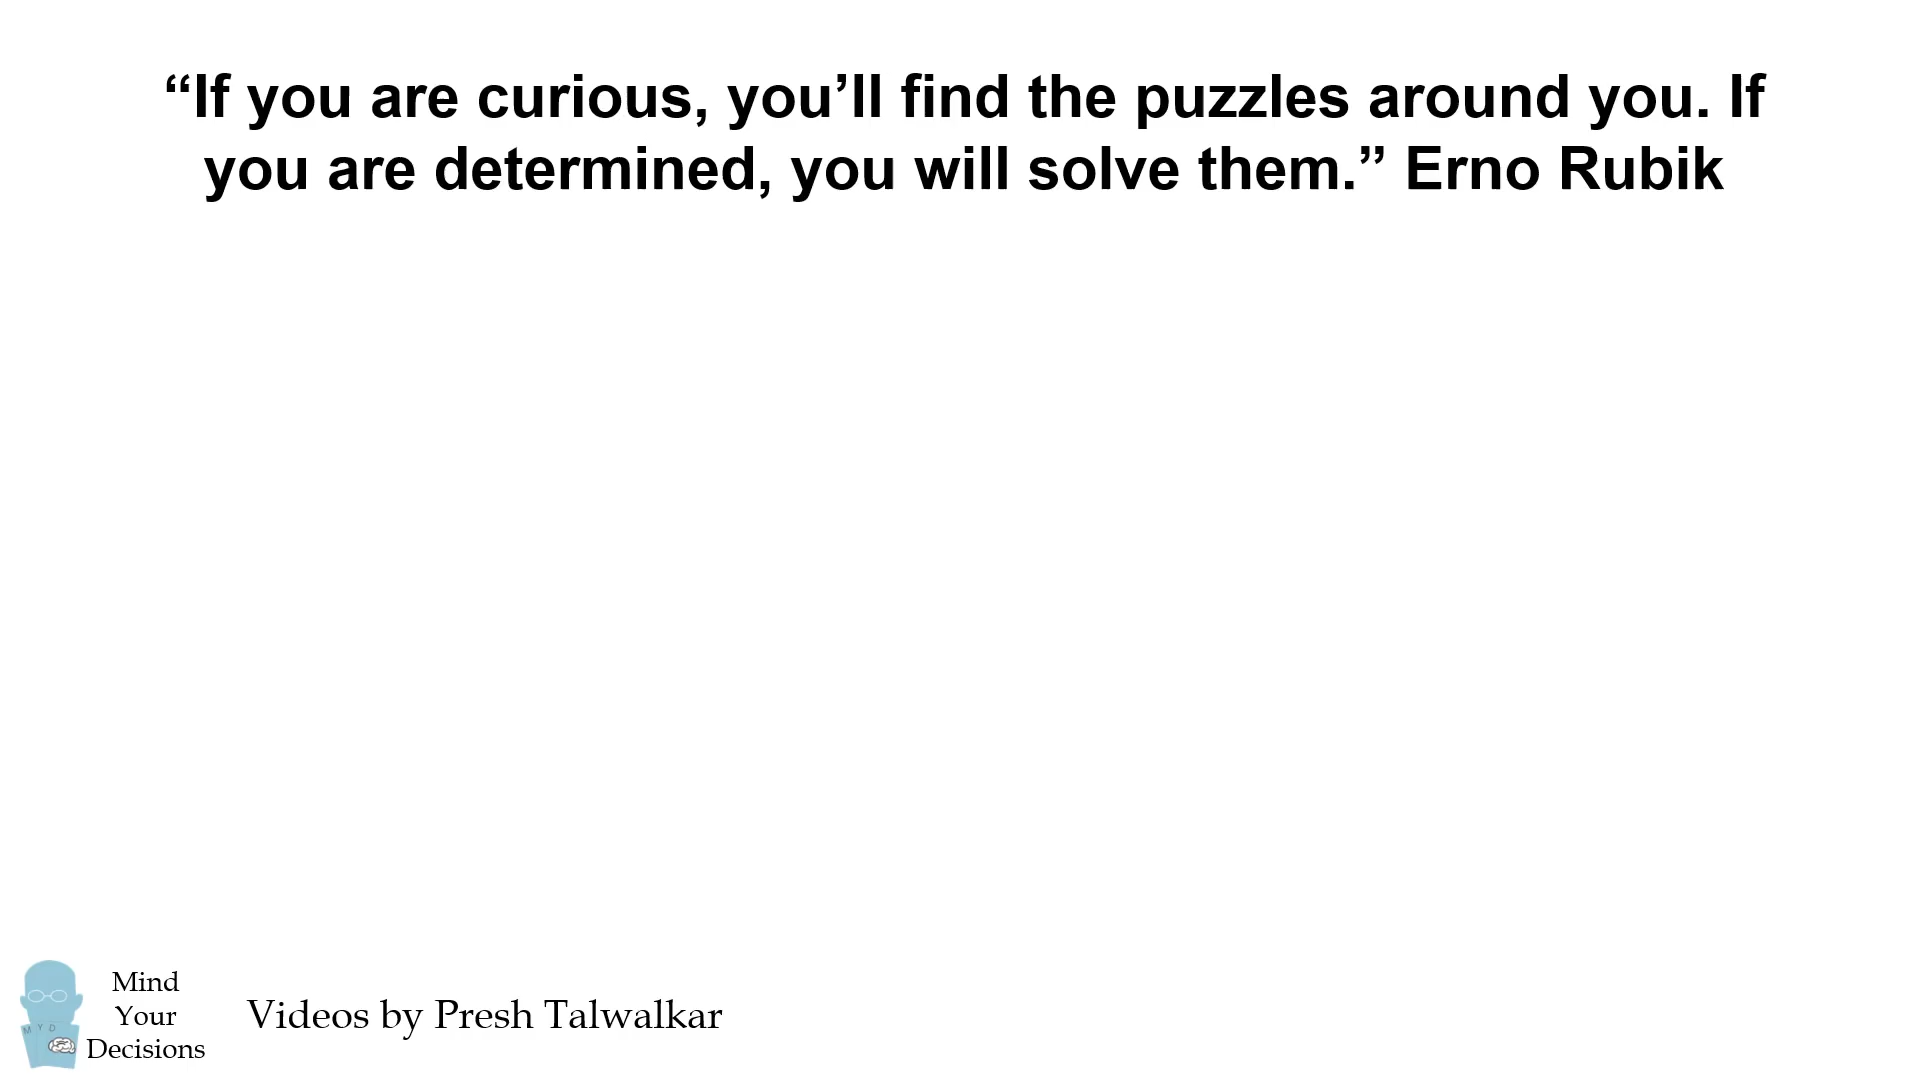 “If you are curious, you’ll find the puzzles around you. If
you are determined, you will solve them.” Erno Rubik
Mind
Your
Decisions
Videos by Presh Talwalkar
M Y D